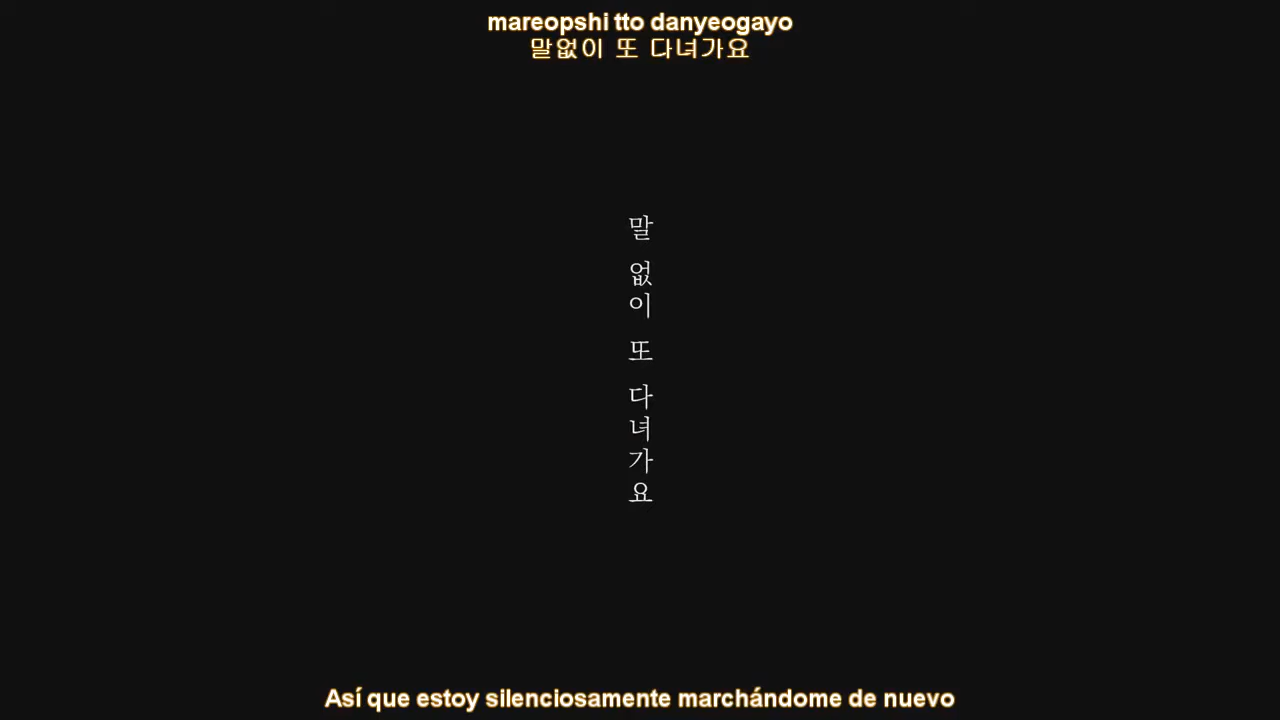 mareopshi tto danyeogayo
말없이 또 다녀가요
말 없이 또 다녀가요
Así que estoy silenciosamente marchándome de nuevo